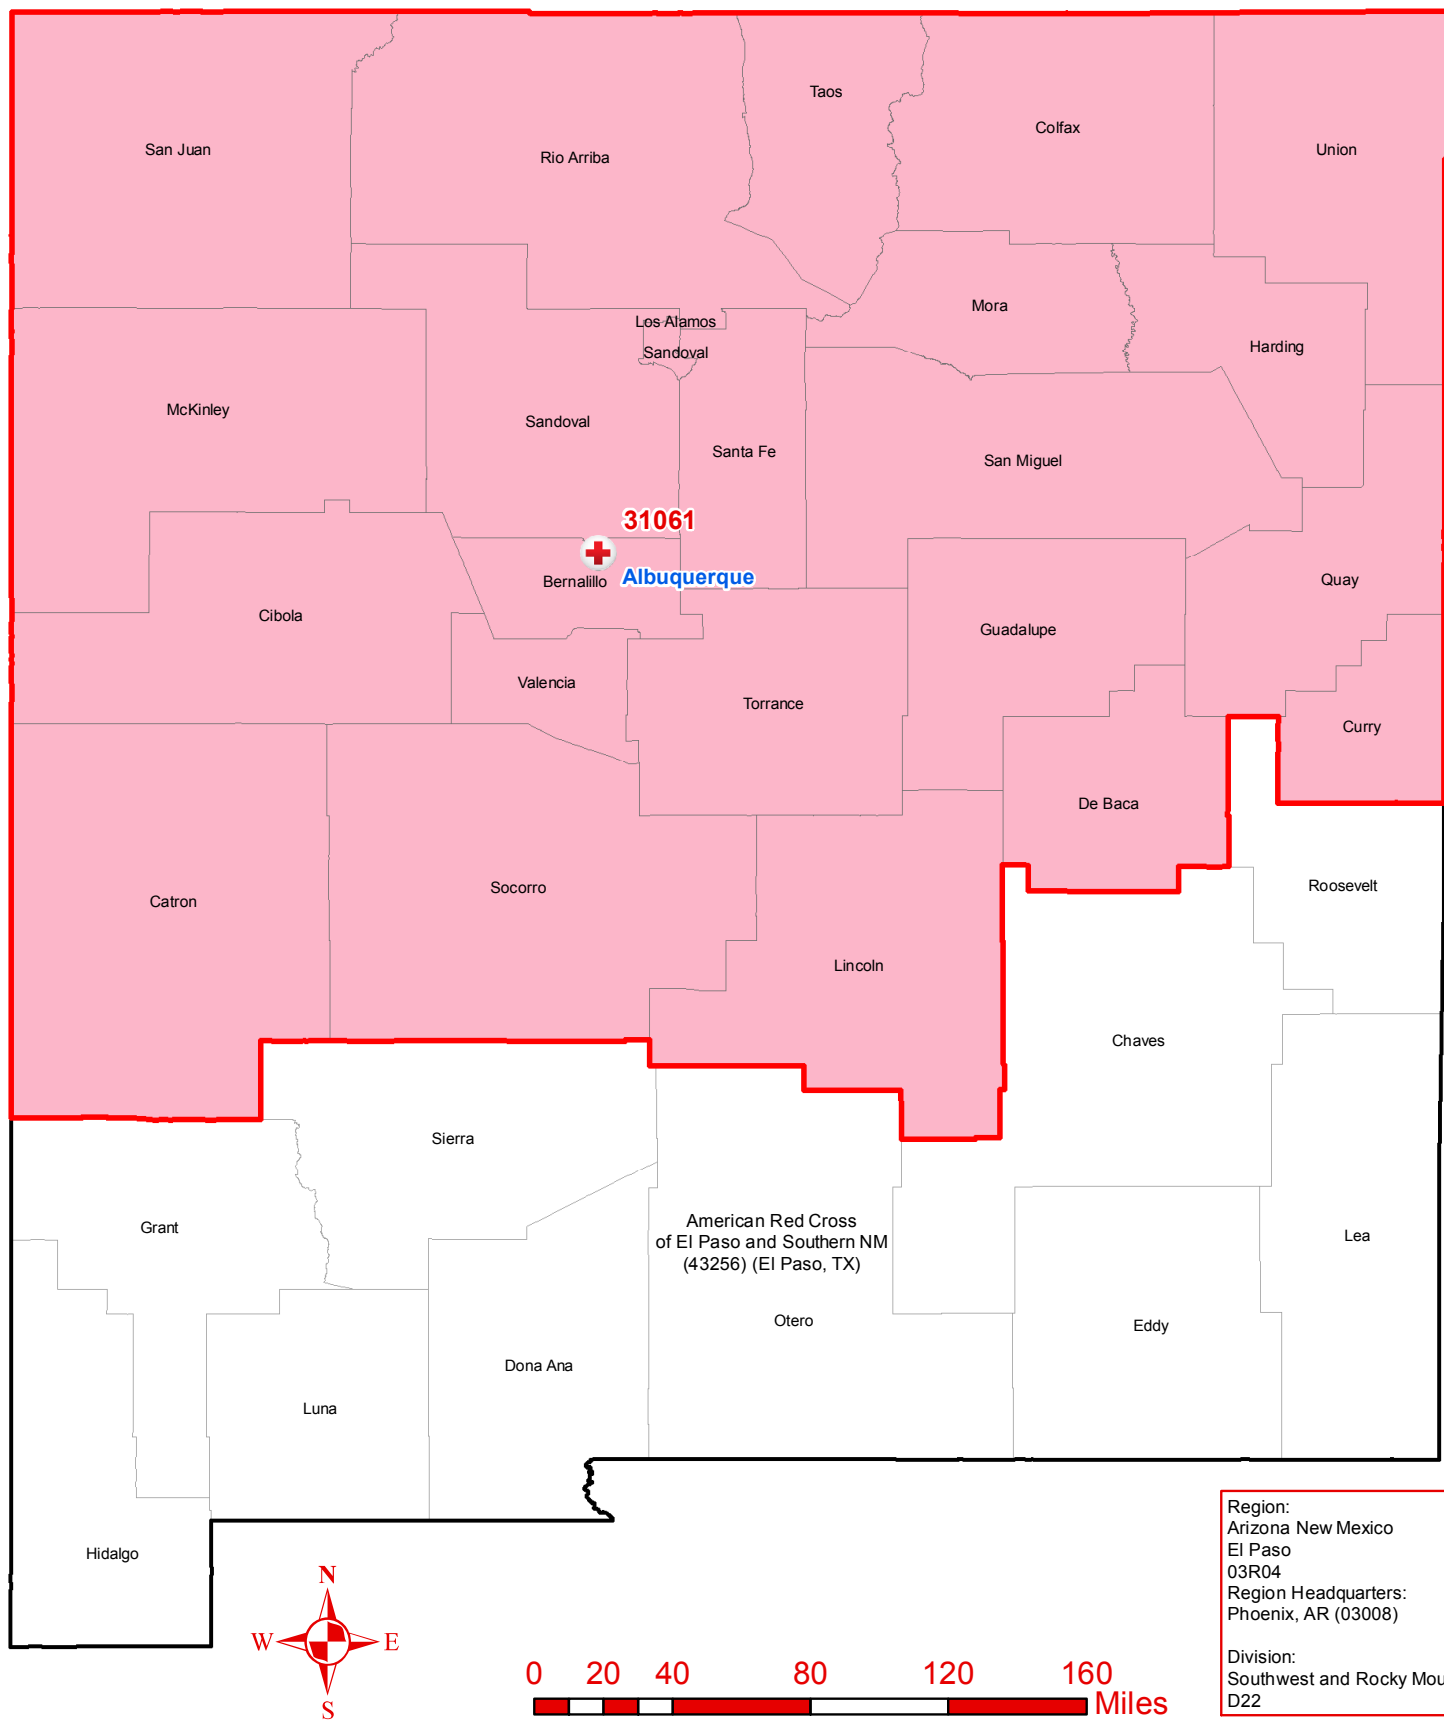 Taos
Colfax
San Juan
Rio Arriba
Union
Mora
Los Alamos
Harding
Sandoval
McKinley
Sandoval
Santa Fe
San Miguel
31061
Albuquerque
Bernalillo
Quay
Cibola
Guadalupe
Valencia
Torrance
Curry
De Baca
Socorro
Roosevelt
Catron
Lincoln
Chaves
Sierra
Grant
American Red Cross
of El Paso and Southern NM
(43256) (El Paso, TX)
Lea
Otero
Eddy
Dona Ana
Luna
Hidalgo
Region:
Arizona New Mexico
El Paso
03R04
Region Headquarters:
Phoenix, AR (03008)
Division:
Southwest and Rocky Mou
D22
N
W E
S
0 20 40 80 120 160
Miles